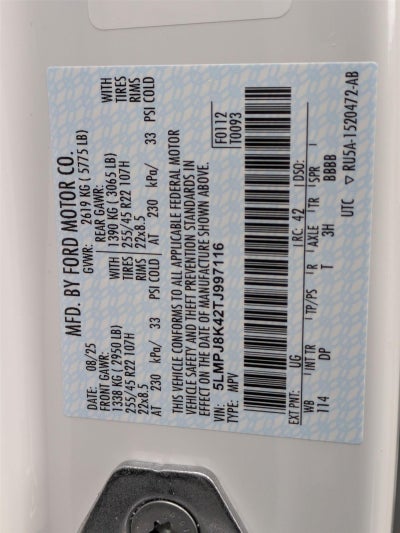 MFD. BY FORD MOTOR CO.
DATE: 08/25 GVWR: 2619 KG ( 5775 LB)
FRONT GAWR: REAR GAWR: WITH
1338 KG ( 2950 LB) WITH 1390 KG ( 3065 LB) TIRES
255/45 R22 107H TIRES 255/45 R22 107H RIMS
22x8.5 RIMS 22x8.5
AT 230 kPa/ 33 PSI COLD AT 230 kPa/ 33 PSI COLD
THIS VEHICLE CONFORMS TO ALL APPLICABLE FEDERAL MOTOR
VEHICLE SAFETY AND THEFT PREVENTION STANDARDS IN
EFFECT ON THE DATE OF MANUFACTURE SHOWN ABOVE.
VIN: 5LMPJ8K42TJ997116 F0112
TYPE: MPV T0093
EXT PNT: UG RC: 42 DSO:
WB INT TR TP/PS R AXLE TR SPR
114 DP T 3H BBBB
UTC ▽ RU5A-1520472-AB